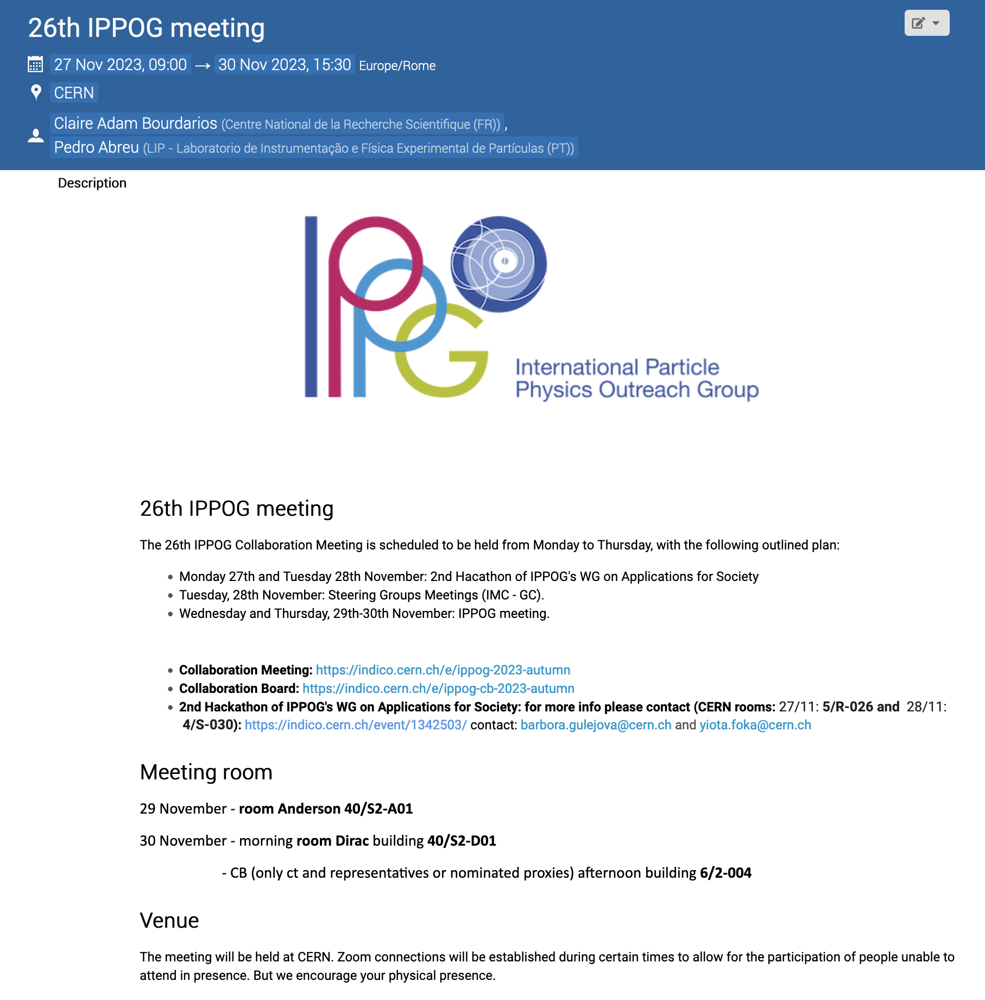 26th IPPOG meeting
27 Nov 2023, 09:00 → 30 Nov 2023, 15:30 Europe/Rome
CERN
Claire Adam Bourdarios (Centre National de la Recherche Scientifique (FR)) ,
Pedro Abreu (LIP - Laboratorio de Instrumentação e Física Experimental de Partículas (PT))
Description
IPPOG
International Particle
Physics Outreach Group
26th IPPOG meeting
The 26th IPPOG Collaboration Meeting is scheduled to be held from Monday to Thursday, with the following outlined plan:
• Monday 27th and Tuesday 28th November: 2nd Hacathon of IPPOG's WG on Applications for Society
• Tuesday, 28th November: Steering Groups Meetings (IMC - GC).
• Wednesday and Thursday, 29th-30th November: IPPOG meeting.
• Collaboration Meeting: https://indico.cern.ch/e/ippog-2023-autumn
• Collaboration Board: https://indico.cern.ch/e/ippog-cb-2023-autumn
• 2nd Hackathon of IPPOG's WG on Applications for Society: for more info please contact (CERN rooms: 27/11: 5/R-026 and 28/11:
4/S-030): https://indico.cern.ch/event/1342503/ contact: barbora.gulejova@cern.ch and yiota.foka@cern.ch
Meeting room
29 November - room Anderson 40/S2-A01
30 November - morning room Dirac building 40/S2-D01
- CB (only ct and representatives or nominated proxies) afternoon building 6/2-004
Venue
The meeting will be held at CERN. Zoom connections will be established during certain times to allow for the participation of people unable to
attend in presence. But we encourage your physical presence.